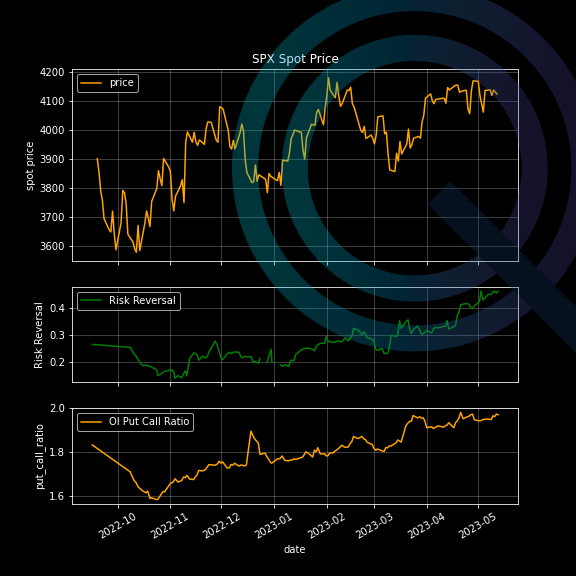 SPX Spot Price
price
spot price
4200
4100
4000
3900
3800
3700
3600
Risk Reversal
Risk Reversal
0.4
0.3
0.2
OI Put Call Ratio
put_call_ratio
2.0
1.8
1.6
2022-10
2022-11
2022-12
2023-01
2023-02
2023-03
2023-04
2023-05
date